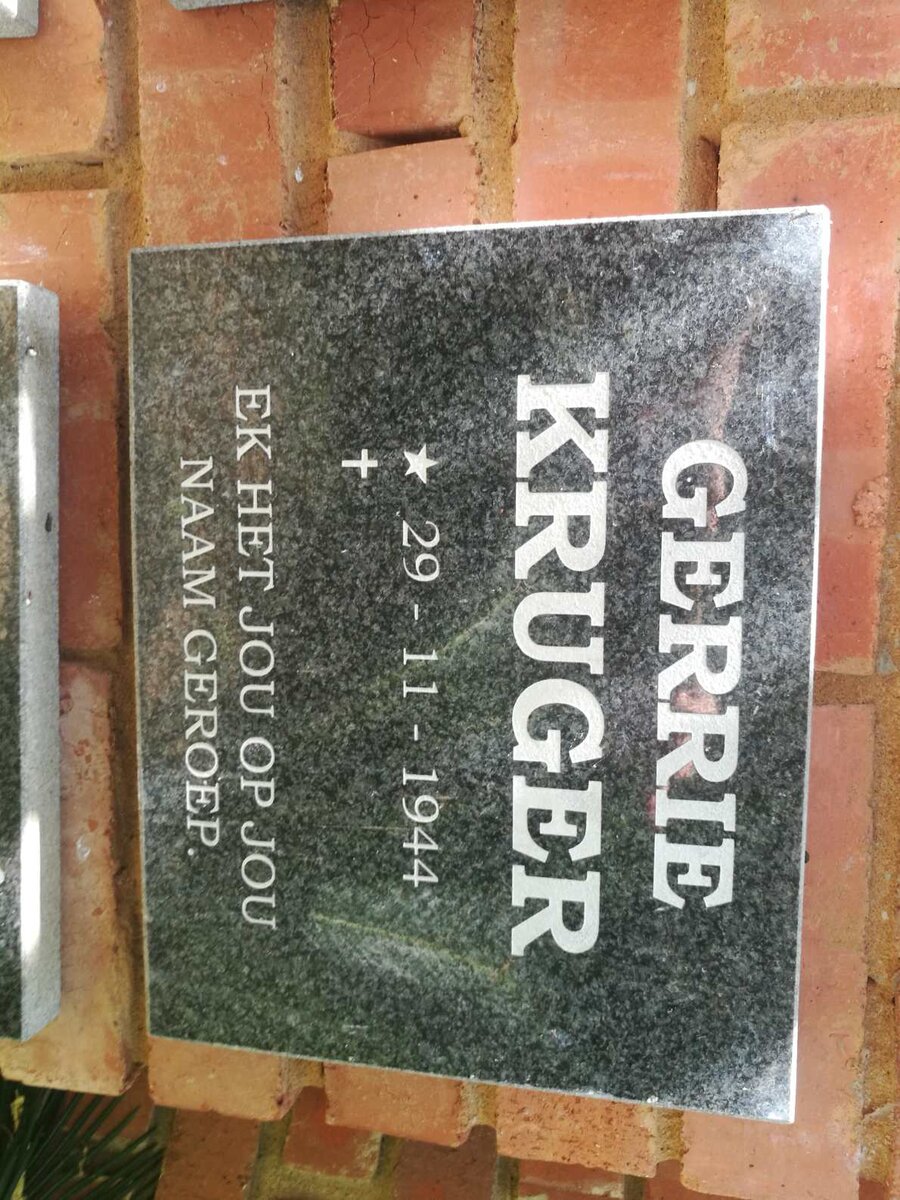 GERRIE
KRUGER
★ 29 - 11 - 1944
✝
EK HET JOU OP JOU
NAAM GEROEP.